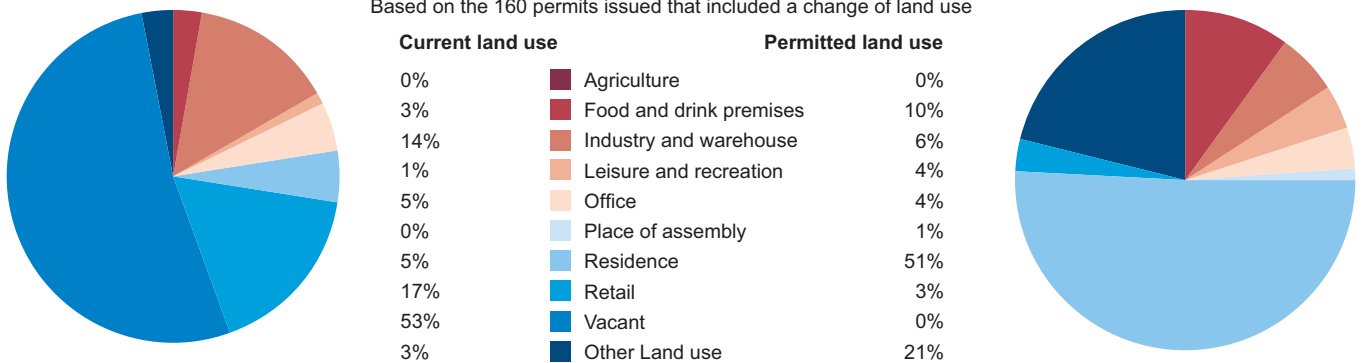 Based on the 160 permits issued that included a change of land use
Current land use Permitted land use
0% Agriculture 0%
3% Food and drink premises 10%
14% Industry and warehouse 6%
1% Leisure and recreation 4%
5% Office 4%
0% Place of assembly 1%
5% Residence 51%
17% Retail 3%
53% Vacant 0%
3% Other Land use 21%